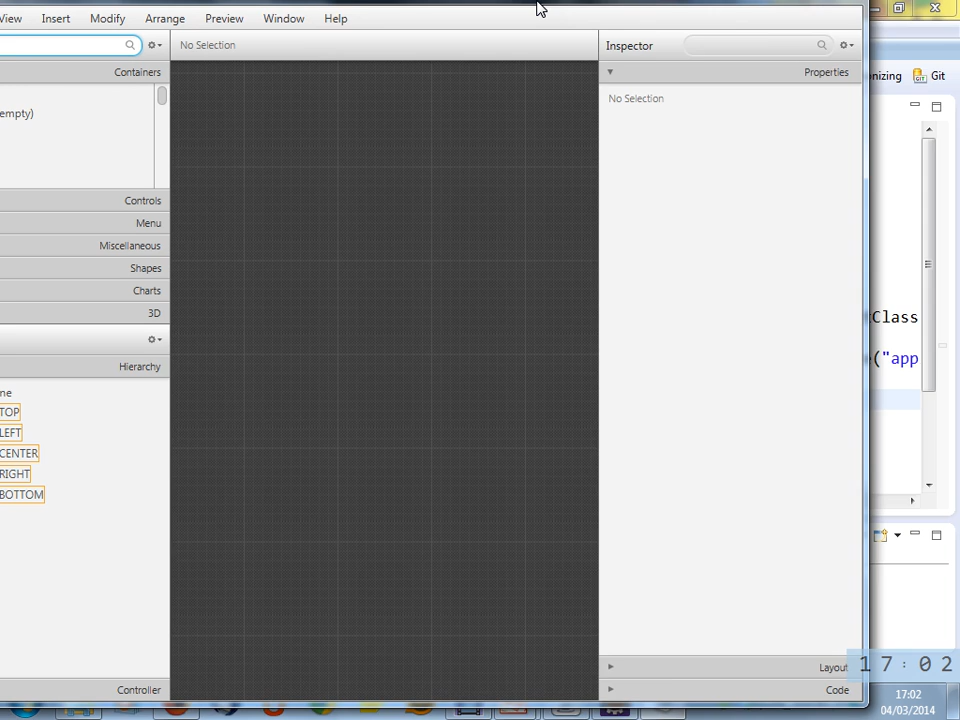 View Insert Modify Arrange Preview Window Help
No Selection
Inspector
Containers
Properties
empty)
No Selection
Controls
Menu
Miscellaneous
Shapes
Charts
3D
Hierarchy
ne
TOP
LEFT
CENTER
RIGHT
BOTTOM
Controller
Layout
Code
onizing Git
Class
("app
17:02
17:02
04/03/2014